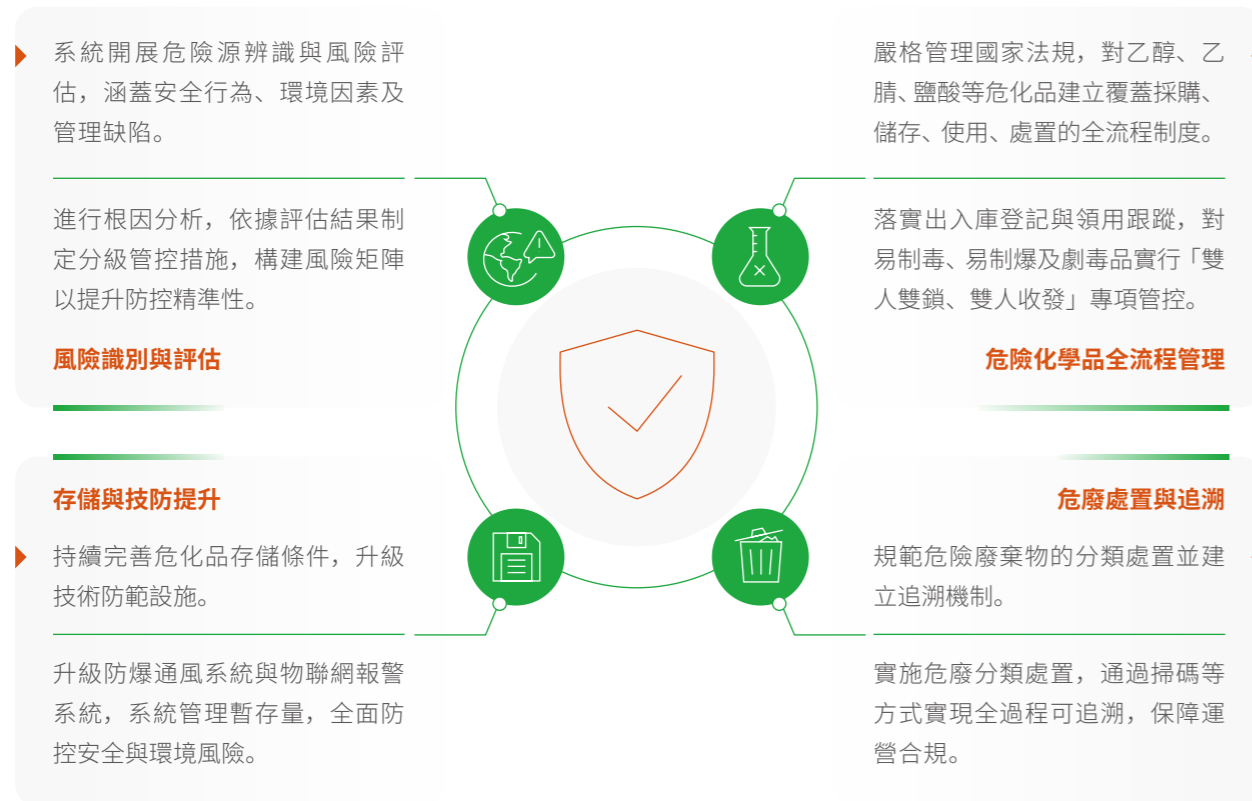 系統開展危險源辨識與風險評
估，涵蓋安全行為、環境因素及
管理缺陷。
進行根因分析，依據評估結果制
定分級管控措施，構建風險矩陣
以提升防控精準性。
風險識別與評估
嚴格管理國家法規，對乙醇、乙
腈、鹽酸等危化品建立覆蓋採購、
儲存、使用、處置的全流程制度。
落實出入庫登記與領用跟蹤，對
易制毒、易制爆及劇毒品實行「雙
人雙鎖、雙人收發」專項管控。
危險化學品全流程管理
存儲與技防提升
持續完善危化品存儲條件，升級
技術防範設施。
升級防爆通風系統與物聯網報警
系統，系統管理暫存量，全面防
控安全與環境風險。
危廢處置與追溯
規範危險廢棄物的分類處置並建
立追溯機制。
實施危廢分類處置，通過掃碼等
方式實現全過程可追溯，保障運
營合規。